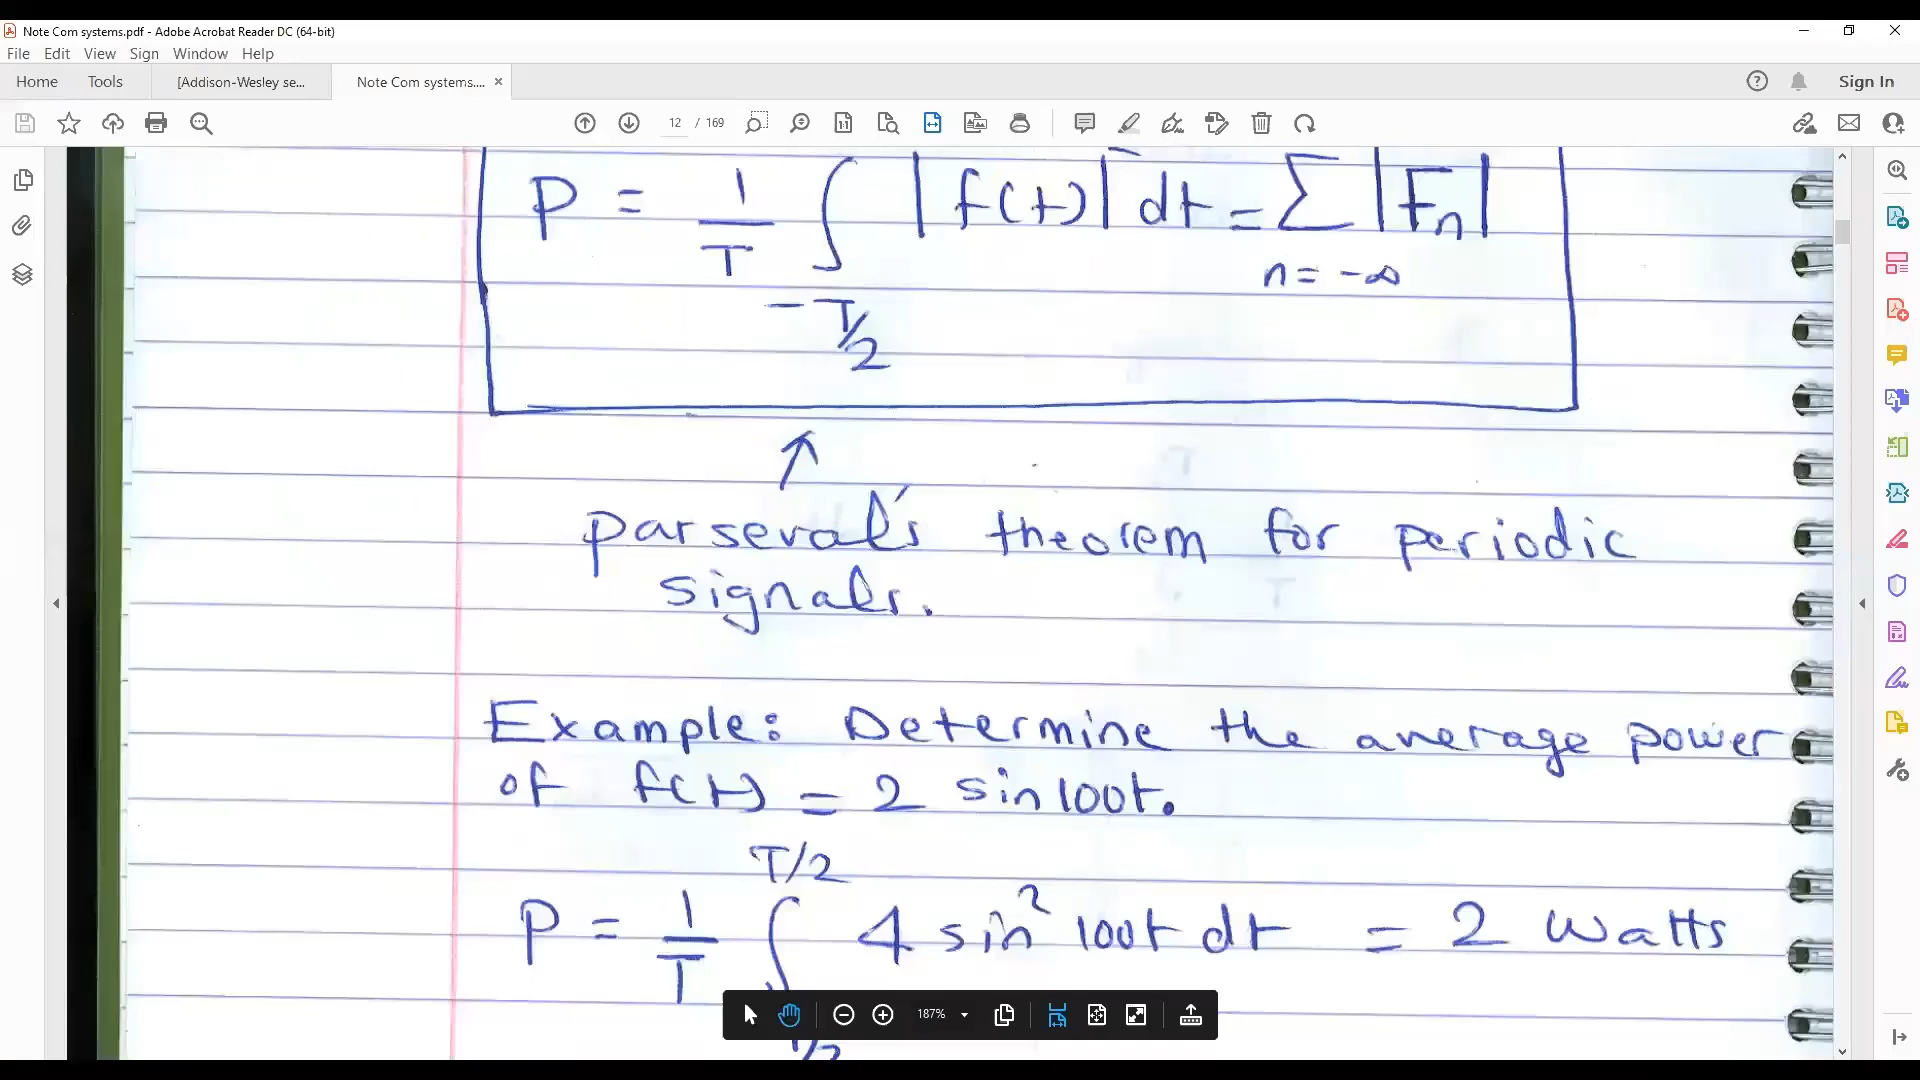 Note Com systems.pdf - Adobe Acrobat Reader DC (64-bit)
File Edit View Sign Window Help
Home Tools [Addison-Wesley se... Note Com systems.... × Sign In
12 / 169
P = 1/T ∫ |f(t)| dt = Σ |Fn|
n = -∞
-T/2
parseval's theorem for periodic
signals.
Example: Determine the average power
of f(t) = 2 sin100t.
T/2
P = 1/T ∫ 4 sin² 100t dt = 2 Watts
187%